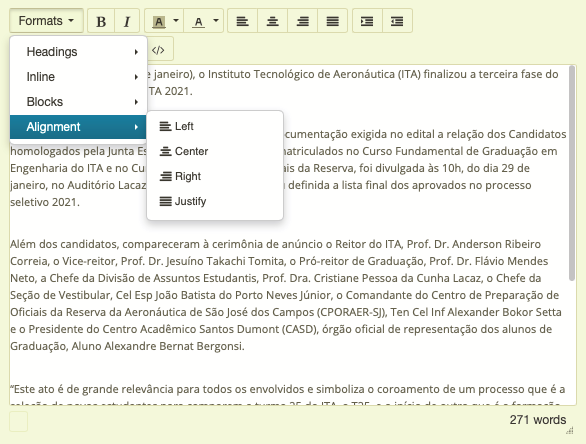 Formats B I A A
Headings </>
Inline
Blocks
Alignment
Left
Center
Right
Justify
e janeiro), o Instituto Tecnológico de Aeronáutica (ITA) finalizou a terceira fase do
TA 2021.
ocumentação exigida no edital a relação dos Candidatos
homologados pela Junta Es matriculados no Curso Fundamental de Graduação em
Engenharia do ITA e no Cu ais da Reserva, foi divulgada às 10h, do dia 29 de
janeiro, no Auditório Lacaz definida a lista final dos aprovados no processo
seletivo 2021.
Além dos candidatos, compareceram à cerimônia de anúncio o Reitor do ITA, Prof. Dr. Anderson Ribeiro
Correia, o Vice-reitor, Prof. Dr. Jesuíno Takachi Tomita, o Pró-reitor de Graduação, Prof. Dr. Flávio Mendes
Neto, a Chefe da Divisão de Assuntos Estudantis, Prof. Dra. Cristiane Pessoa da Cunha Lacaz, o Chefe da
Seção de Vestibular, Cel Esp João Batista do Porto Neves Júnior, o Comandante do Centro de Preparação de
Oficiais da Reserva da Aeronáutica de São José dos Campos (CPORAER-SJ), Ten Cel Inf Alexander Bokor Setta
e o Presidente do Centro Acadêmico Santos Dumont (CASD), órgão oficial de representação dos alunos de
Graduação, Aluno Alexandre Bernat Bergonsi.
“Este ato é de grande relevância para todos os envolvidos e simboliza o coroamento de um processo que é a
271 words